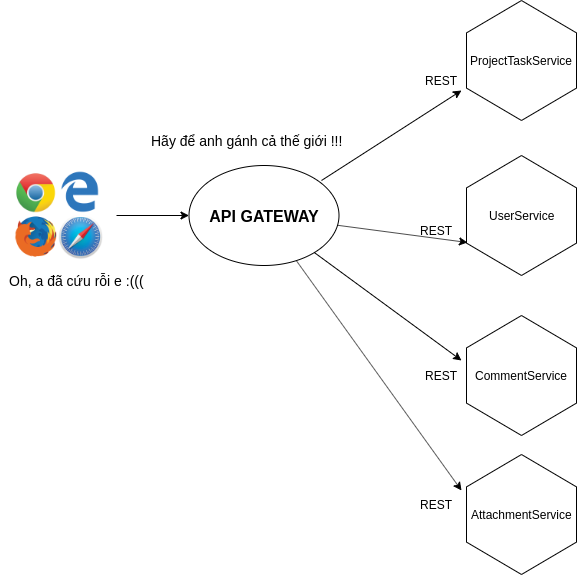 ProjectTaskService
REST
Hãy để anh gánh cả thế giới !!!
API GATEWAY
UserService
REST
Oh, a đã cứu rỗi e :(((
CommentService
REST
AttachmentService
REST